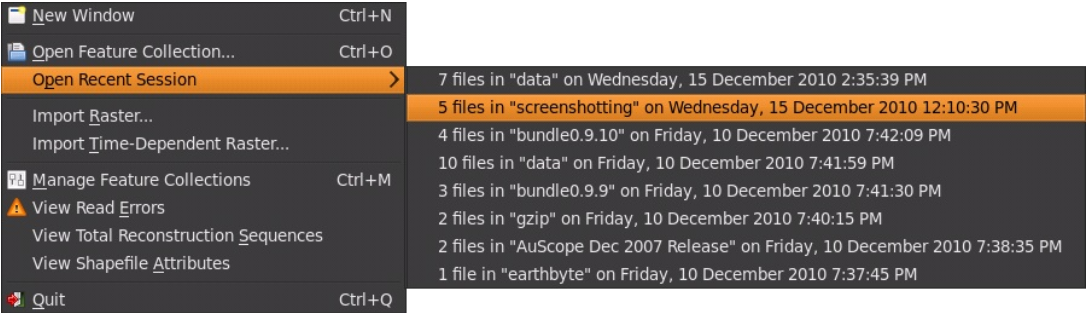 New Window Ctrl+N
Open Feature Collection... Ctrl+O
Open Recent Session
Import Raster...
Import Time-Dependent Raster...
Manage Feature Collections Ctrl+M
View Read Errors
View Total Reconstruction Sequences
View Shapefile Attributes
Quit Ctrl+Q
7 files in "data" on Wednesday, 15 December 2010 2:35:39 PM
5 files in "screenshotting" on Wednesday, 15 December 2010 12:10:30 PM
4 files in "bundle0.9.10" on Friday, 10 December 2010 7:42:09 PM
10 files in "data" on Friday, 10 December 2010 7:41:59 PM
3 files in "bundle0.9.9" on Friday, 10 December 2010 7:41:30 PM
2 files in "gzip" on Friday, 10 December 2010 7:40:15 PM
2 files in "AuScope Dec 2007 Release" on Friday, 10 December 2010 7:38:35 PM
1 file in "earthbyte" on Friday, 10 December 2010 7:37:45 PM